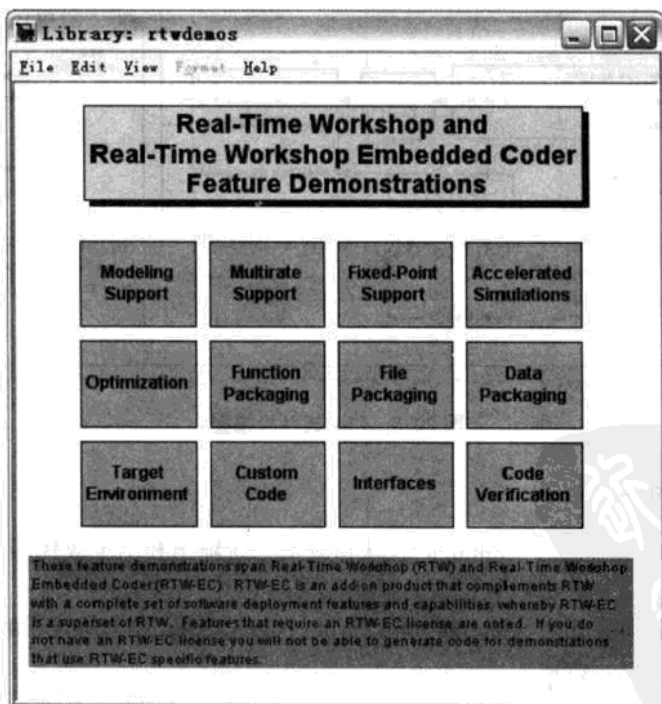 Library: rtwdemos
File Edit View Format Help
Real-Time Workshop and
Real-Time Workshop Embedded Coder
Feature Demonstrations
Modeling Support
Multirate Support
Fixed-Point Support
Accelerated Simulations
Optimization
Function Packaging
File Packaging
Data Packaging
Target Environment
Custom Code
Interfaces
Code Verification
These feature demonstrations span Real-Time Workshop (RTW) and Real-Time Workshop
Embedded Coder(RTW-EC). RTW-EC is an add-on product that complements RTW
with a complete set of software deployment features and capabilities, whereby RTW-EC
is a superset of RTW. Features that require an RTW-EC license are noted. If you do
not have an RTW-EC license you will not be able to generate code for demonstrations
that use RTW-EC specific features.